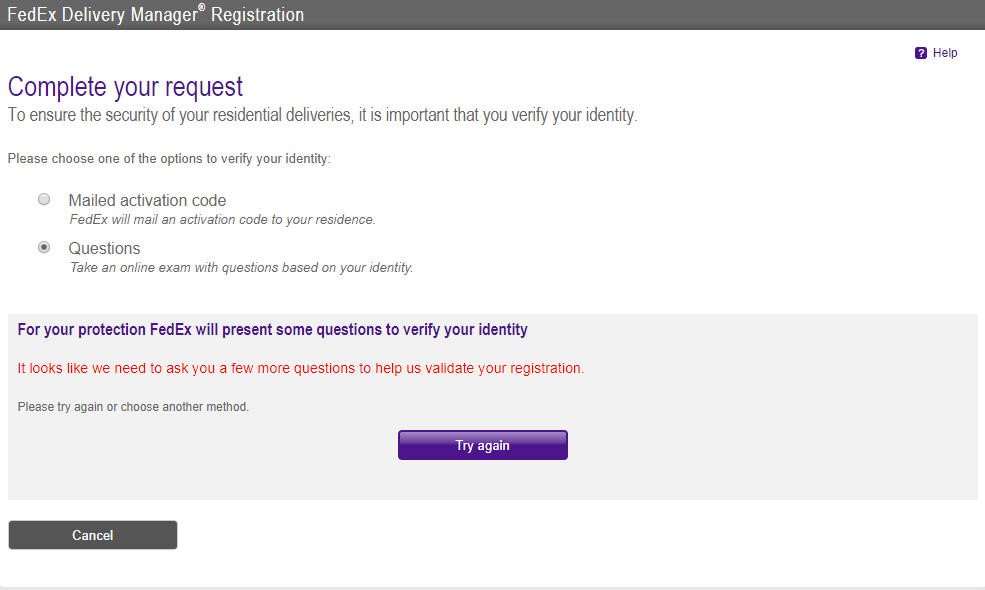 FedEx Delivery Manager® Registration
? Help
Complete your request
To ensure the security of your residential deliveries, it is important that you verify your identity.
Please choose one of the options to verify your identity:
Mailed activation code
FedEx will mail an activation code to your residence.
Questions
Take an online exam with questions based on your identity.
For your protection FedEx will present some questions to verify your identity
It looks like we need to ask you a few more questions to help us validate your registration.
Please try again or choose another method.
Try again
Cancel